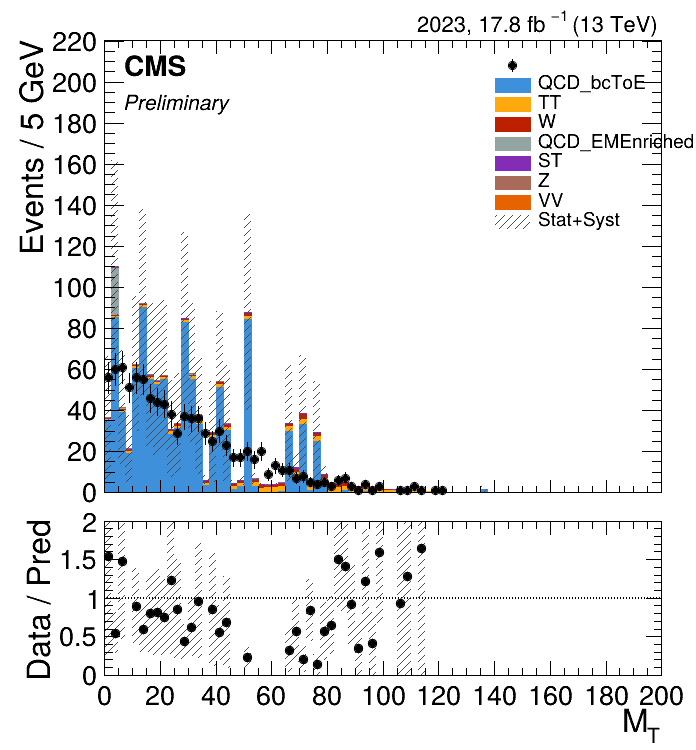 2023, 17.8 fb⁻¹ (13 TeV)
CMS
Preliminary
QCD_bcToE
TT
W
QCD_EMEnriched
ST
Z
VV
Stat+Syst
Events / 5 GeV
220
200
180
160
140
120
100
80
60
40
20
0
Data / Pred
2
1.5
1
0.5
0
0 20 40 60 80 100 120 140 160 180 200
M_T